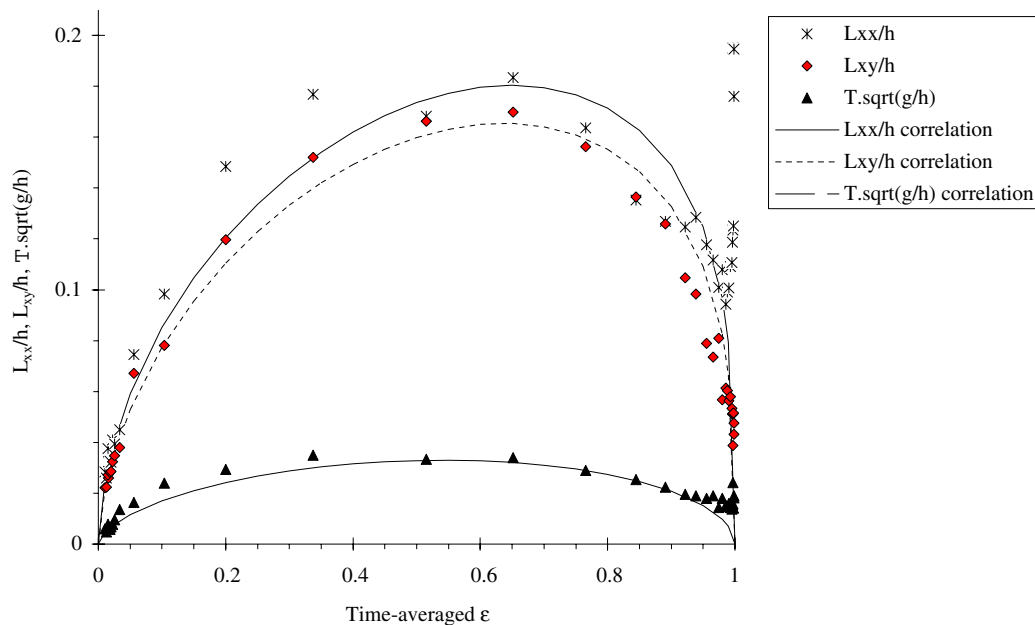 0.2
0.1
0
0
0.2
0.4
0.6
0.8
1
Time-averaged ε
Lxx/h, Lxy/h, T.sqrt(g/h)
Lxx/h
Lxy/h
T.sqrt(g/h)
Lxx/h correlation
Lxy/h correlation
T.sqrt(g/h) correlation